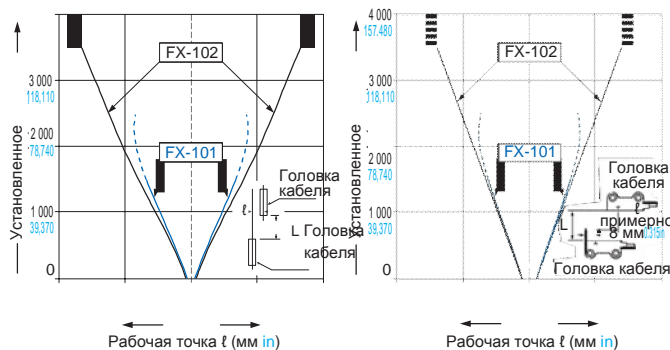 FX-102
3 000
118,110
2 000
78,740
1 000
39,370
0
Установленное
FX-101
Головка
кабеля
ℓ
L Головка
кабеля
Рабочая точка ℓ (мм in)
4 000
157.480
3 000
118,110
2 000
78,740
1 000
39,370
0
Установленное
FX-102
FX-101
Головка
кабеля
ℓ
L
примерно
8 мм 0.315in
Головка кабеля
Рабочая точка ℓ (мм in)